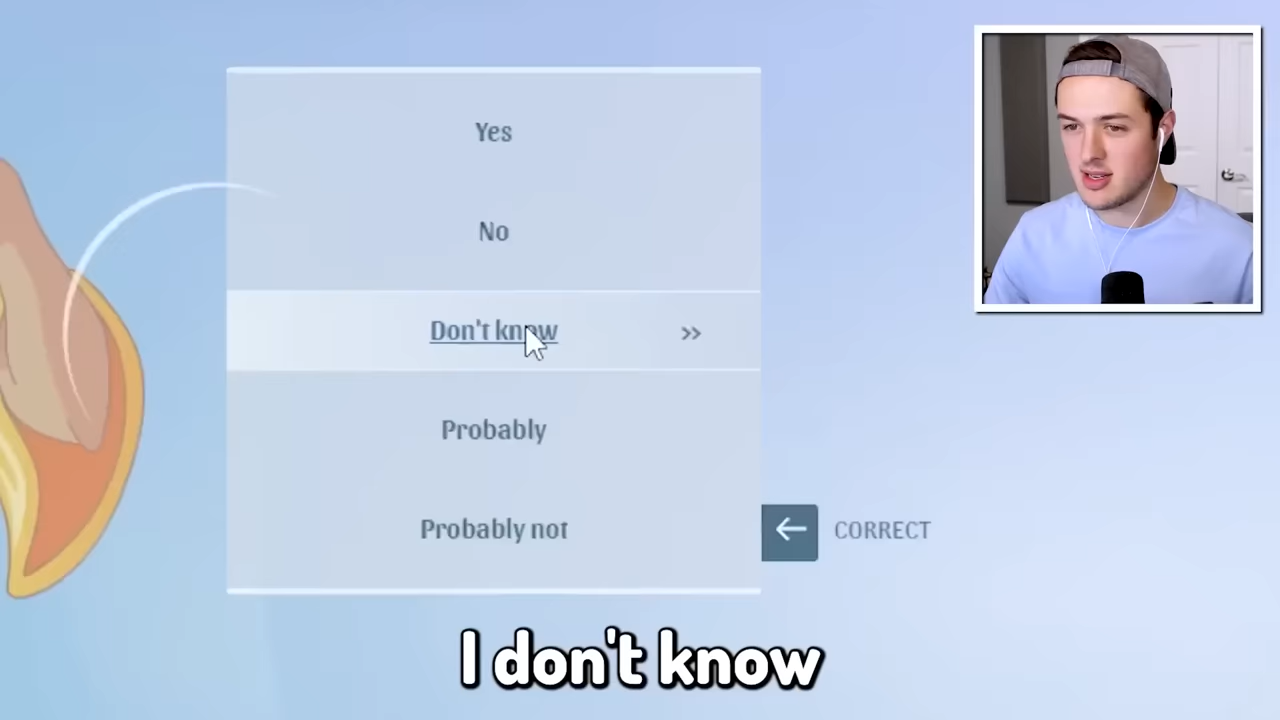 Yes
No
Don't know >>
Probably
Probably not
CORRECT
I don't know